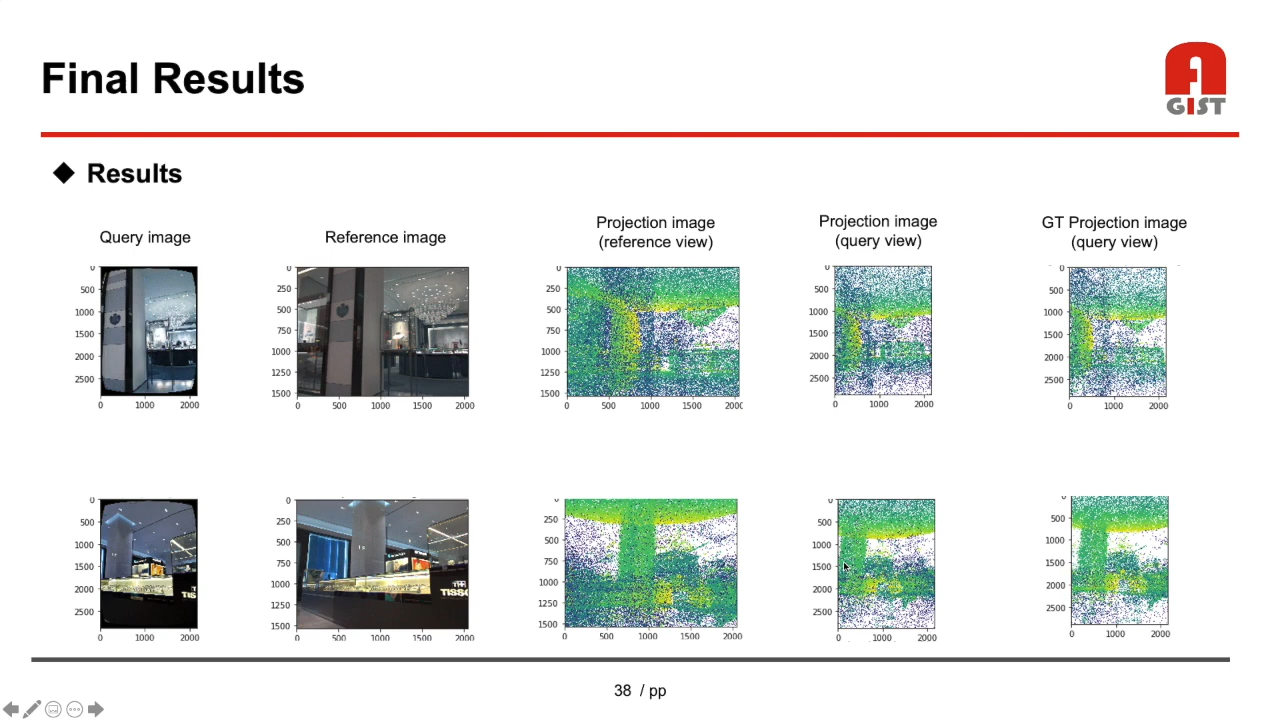 Final Results
GIST
◆ Results
Query image
Reference image
Projection image
(reference view)
Projection image
(query view)
GT Projection image
(query view)
0
500
1000
1500
2000
2500
0 1000 2000
0
250
500
750
1000
1250
1500
0 500 1000 1500 2000
0
250
500
750
1000
1250
1500
0 500 1000 1500 200
0
500
1000
1500
2000
2500
0 1000 2000
500
1000
1500
2000
2500
0 1000 2000
0
500
1000
1500
2000
2500
0 1000 2000
0
250
500
750
1000
1250
1500
0 500 1000 1500 2000
TISSO
TIS
0
250
500
750
1000
1250
1500
0 500 1000 1500 2000
0
500
1000
1500
2000
2500
0 1000 2000
0
500
1000
1500
2000
2500
0 1000 2000
38 / pp